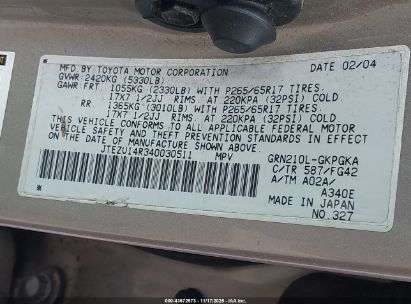 MFD. BY TOYOTA MOTOR CORPORATION DATE 02/04
GVWR 2420KG (5330LB)
GAWR FRT. 1055KG (2330LB) WITH P265/65R17 TIRES,
17X7 1/2JJ RIMS, AT 220KPA (32PSI) COLD
RR. 1365KG (3010LB) WITH P265/65R17 TIRES,
17X7 1/2JJ RIMS, AT 220KPA (32PSI) COLD
THIS VEHICLE CONFORMS TO ALL APPLICABLE FEDERAL MOTOR
VEHICLE SAFETY AND THEFT PREVENTION STANDARDS IN EFFECT
ON THE DATE OF MANUFACTURE SHOWN ABOVE.
JTEZU14R340030511 MPV
GRN210L-GKPGKA
C/TR 587/FG42
A/TM A02A/
A340E
MADE IN JAPAN
NO.327